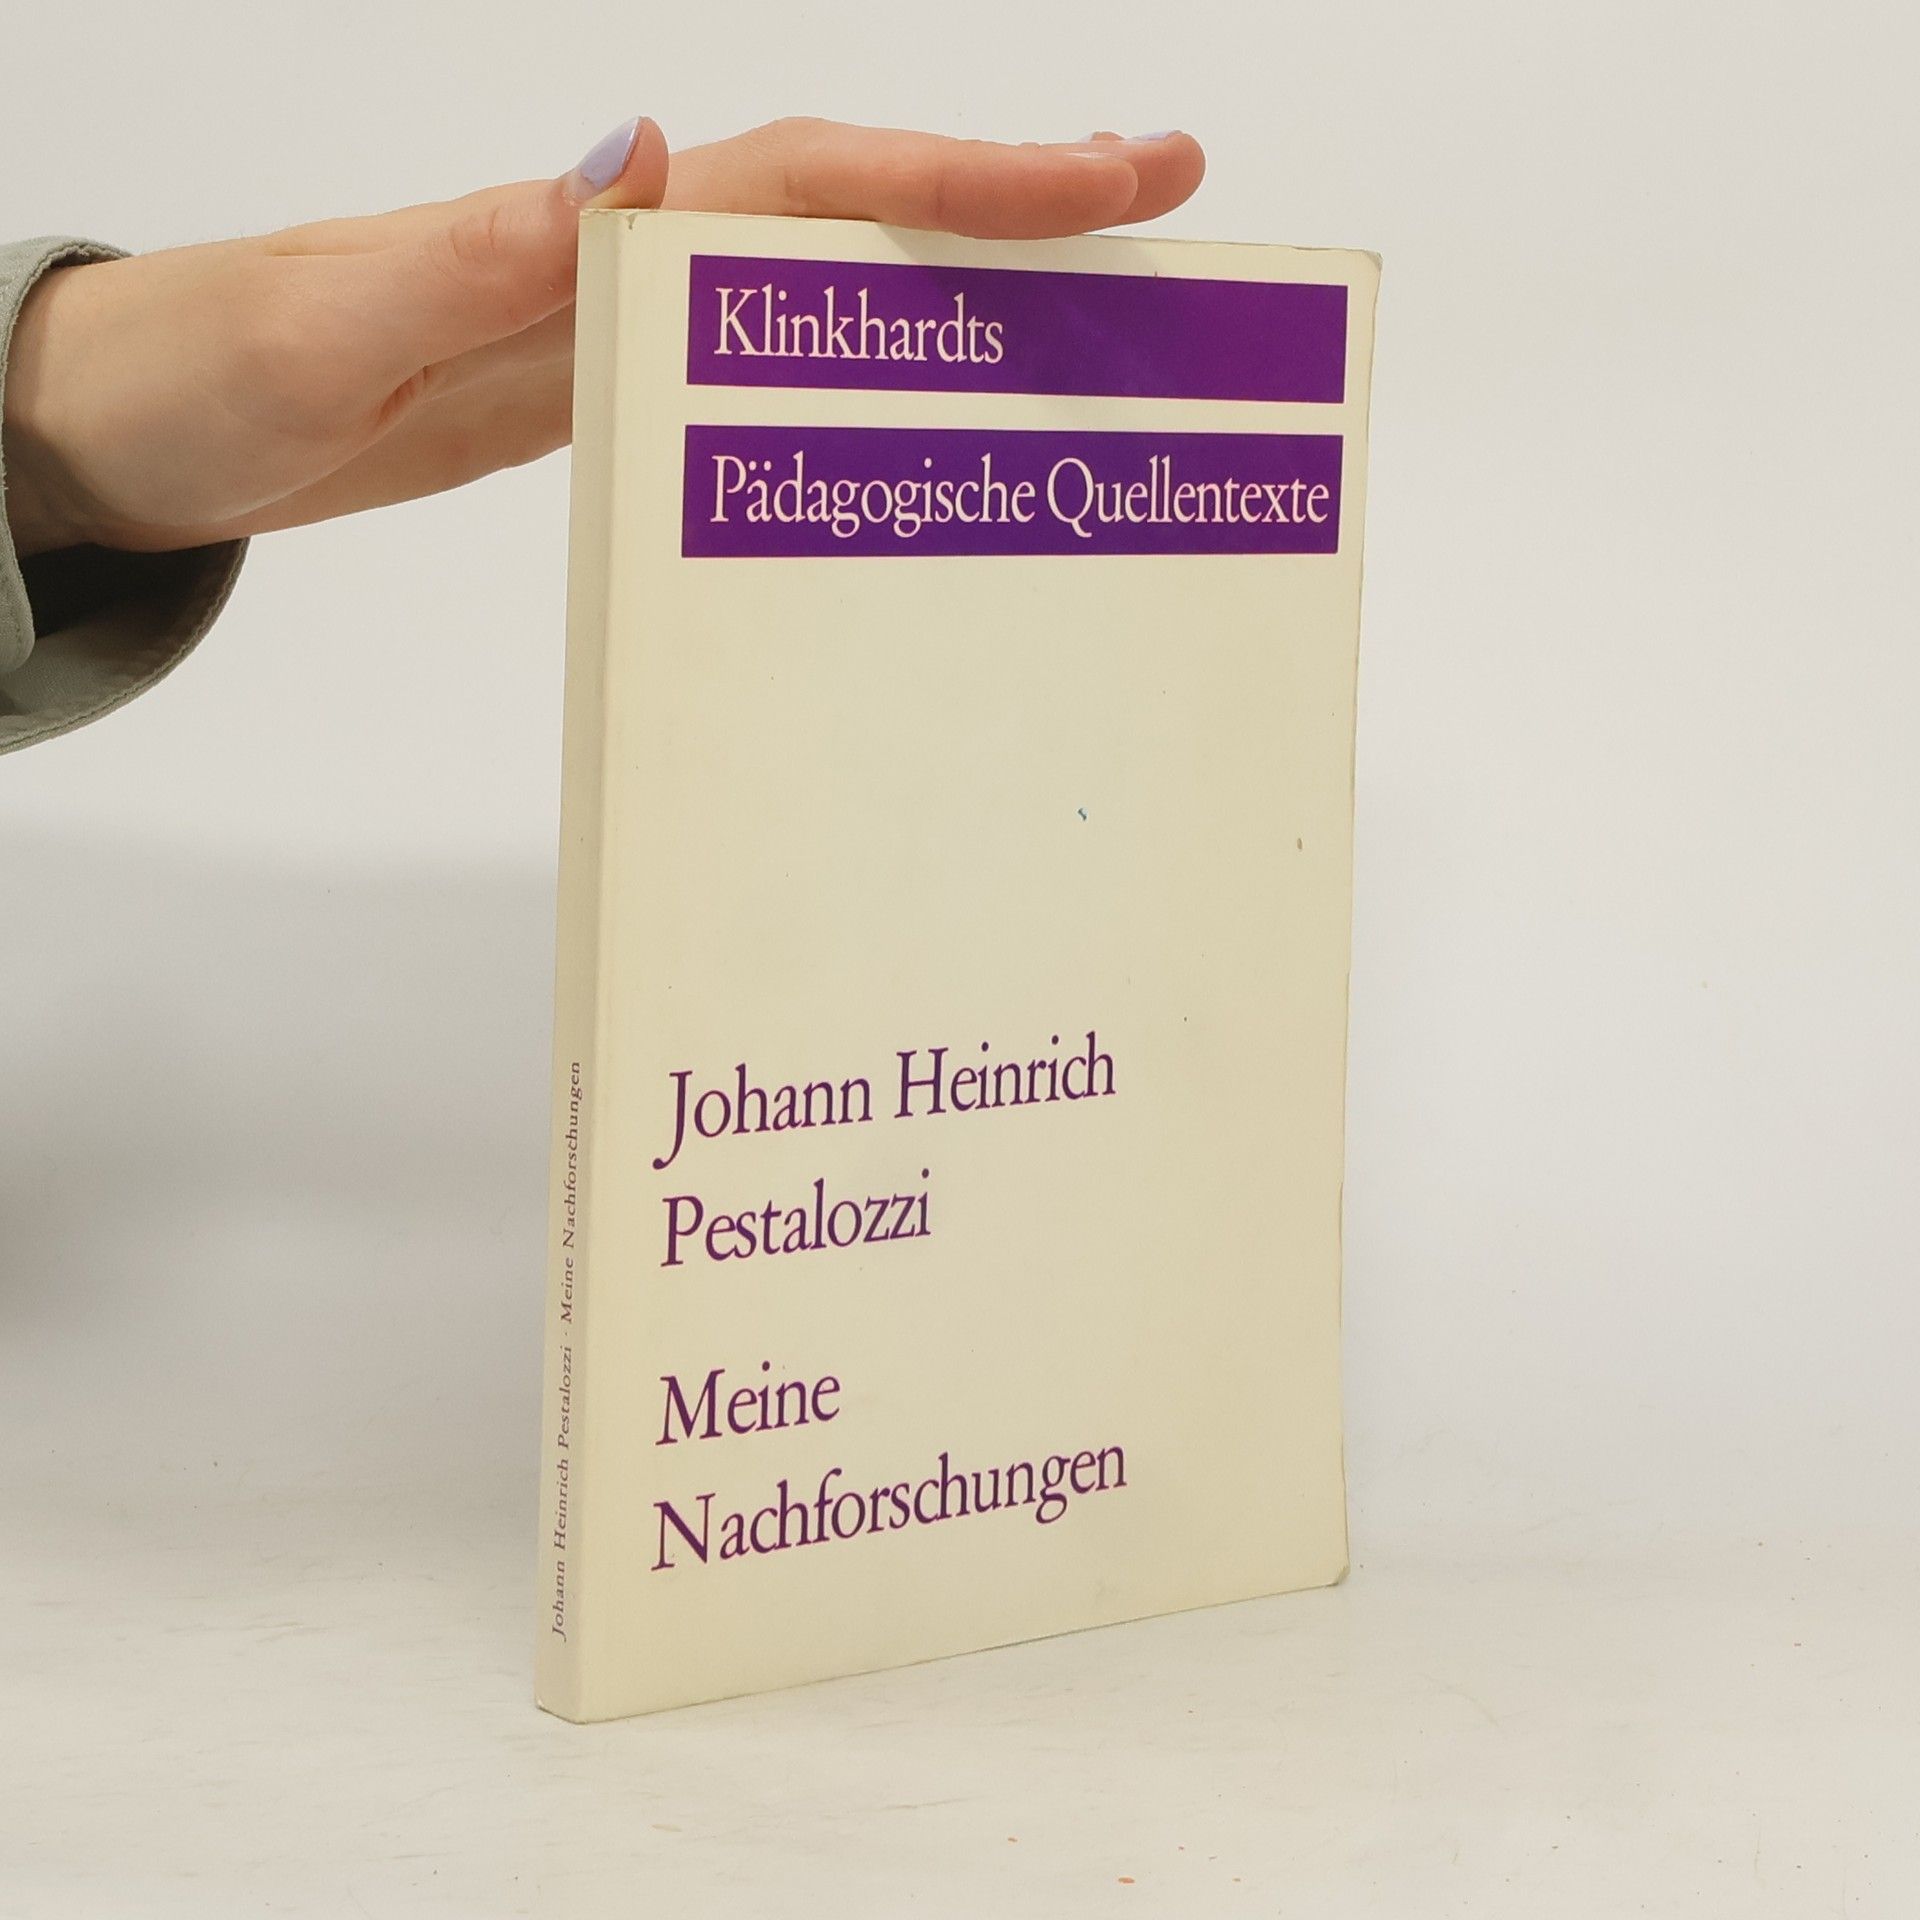 Klinkhardts
Pädagogische Quellentexte
Johann Heinrich
Pestalozzi
Meine
Nachforschungen
Johann Heinrich Pestalozzi · Meine Nachforschungen